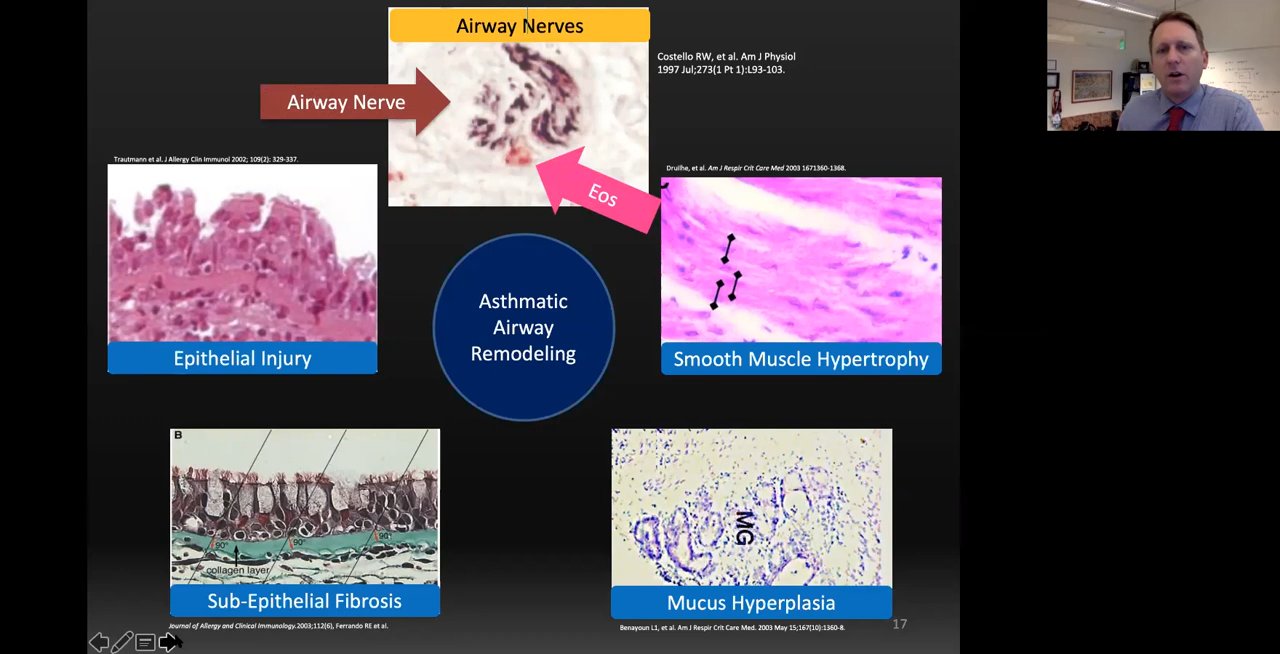 Airway Nerves
Costello RW, et al. Am J Physiol
1997 Jul;273(1 Pt 1):L93-103.
Airway Nerve
Eos
Trautmann et al. J Allergy Clin Immunol 2002; 109(2): 329-337.
Druilhe, et al. Am J Respir Crit Care Med 2003 1671360-1368.
Epithelial Injury
Asthmatic
Airway
Remodeling
Smooth Muscle Hypertrophy
B
90°
90°
90°
collagen layer
Sub-Epithelial Fibrosis
Journal of Allergy and Clinical Immunology.2003;112(6), Ferrando RE et al.
MG
Mucus Hyperplasia
Benayoun L1, et al. Am J Respir Crit Care Med. 2003 May 15;167(10):1360-8.
17